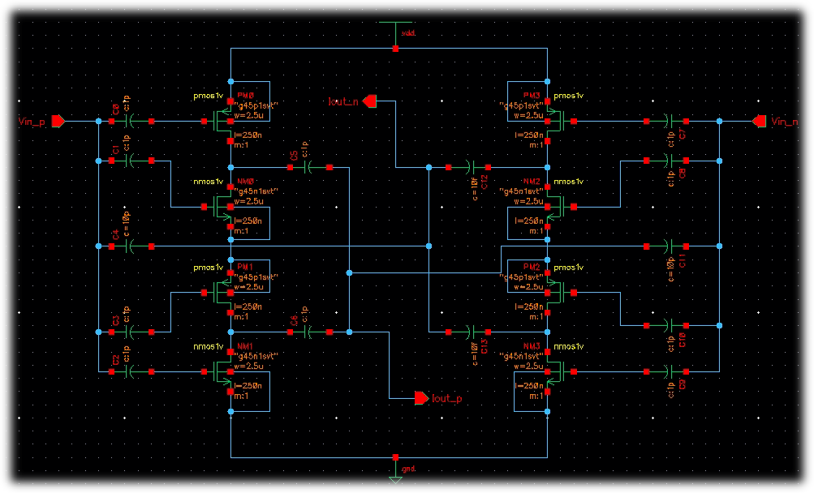 vdd
pmos1v
PM0
"g45p1svt"
w=2.5u
l=250n
m:1
pmos1v
PM3
"g45p1svt"
w=2.5u
l=250n
m:1
Iout_n
Vin_p
C0
c:1p
C7
c:1p
Vin_n
C1
c:1p
C5
c:1p
C12
c=10f
C8
c:1p
nmos1v
NM0
"g45n1svt"
w=2.5u
l=250n
m:1
nmos1v
NM2
"g45n1svt"
w=2.5u
l=250n
m:1
C4
c=10p
C11
c=10p
pmos1v
PM1
"g45p1svt"
w=2.5u
l=250n
m:1
pmos1v
PM2
"g45p1svt"
w=2.5u
l=250n
m:1
C3
c:1p
C6
c:1p
C13
c=10f
C10
c:1p
nmos1v
NM1
"g45n1svt"
w=2.5u
l=250n
m:1
nmos1v
NM3
"g45n1svt"
w=2.5u
l=250n
m:1
C2
c:1p
C9
c:1p
Iout_p
gnd